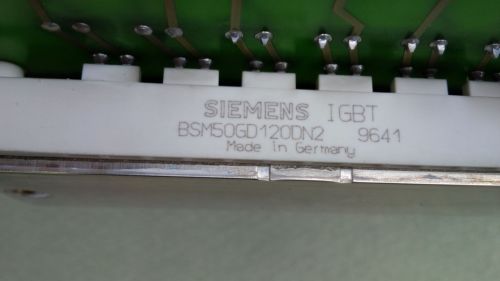 SIEMENS IGBT
BSM50GD120DN2 9641
Made in Germany